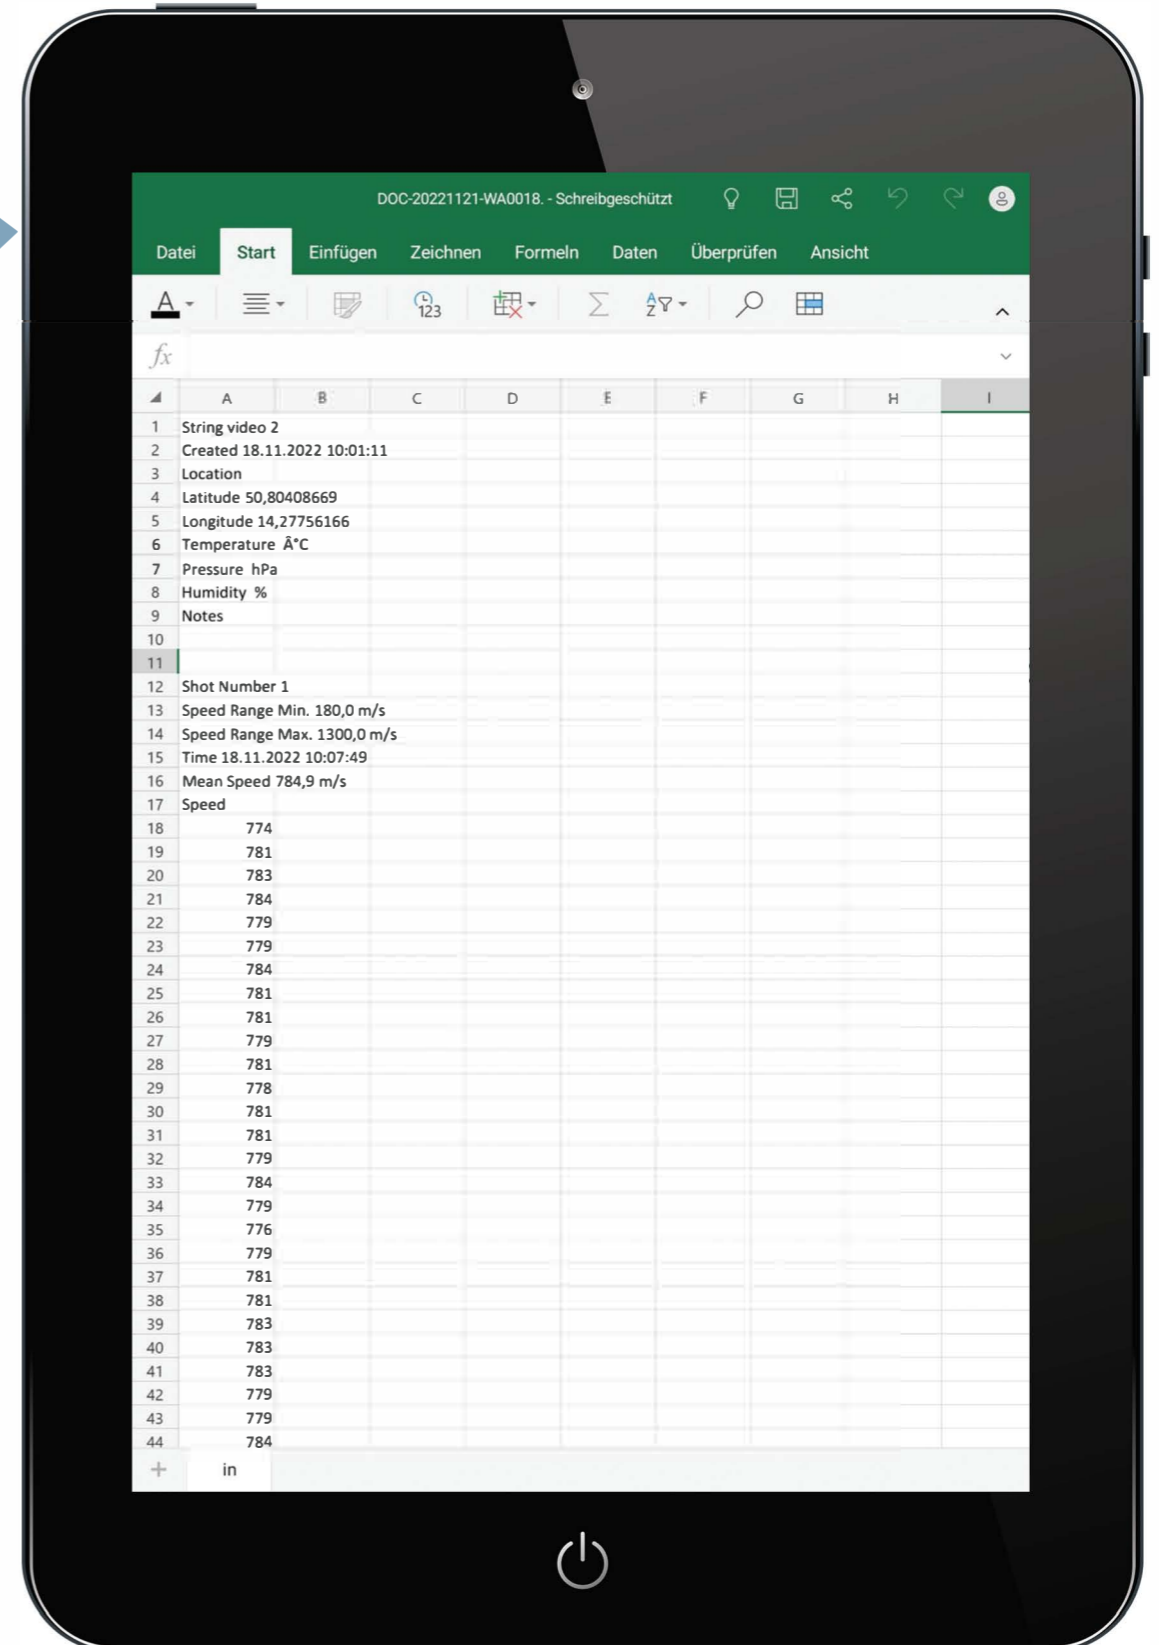 DOC-20221121-WA0018. - Schreibgeschützt
Datei Start Einfügen Zeichnen Formeln Daten Überprüfen Ansicht
A 123 A Z
fx
A B C D E F G H I
1 String video 2
2 Created 18.11.2022 10:01:11
3 Location
4 Latitude 50,80408669
5 Longitude 14,27756166
6 Temperature Â°C
7 Pressure hPa
8 Humidity %
9 Notes
10
11
12 Shot Number 1
13 Speed Range Min. 180,0 m/s
14 Speed Range Max. 1300,0 m/s
15 Time 18.11.2022 10:07:49
16 Mean Speed 784,9 m/s
17 Speed
18 774
19 781
20 783
21 784
22 779
23 779
24 784
25 781
26 781
27 779
28 781
29 778
30 781
31 781
32 779
33 784
34 779
35 776
36 779
37 781
38 781
39 783
40 783
41 783
42 779
43 779
44 784
in